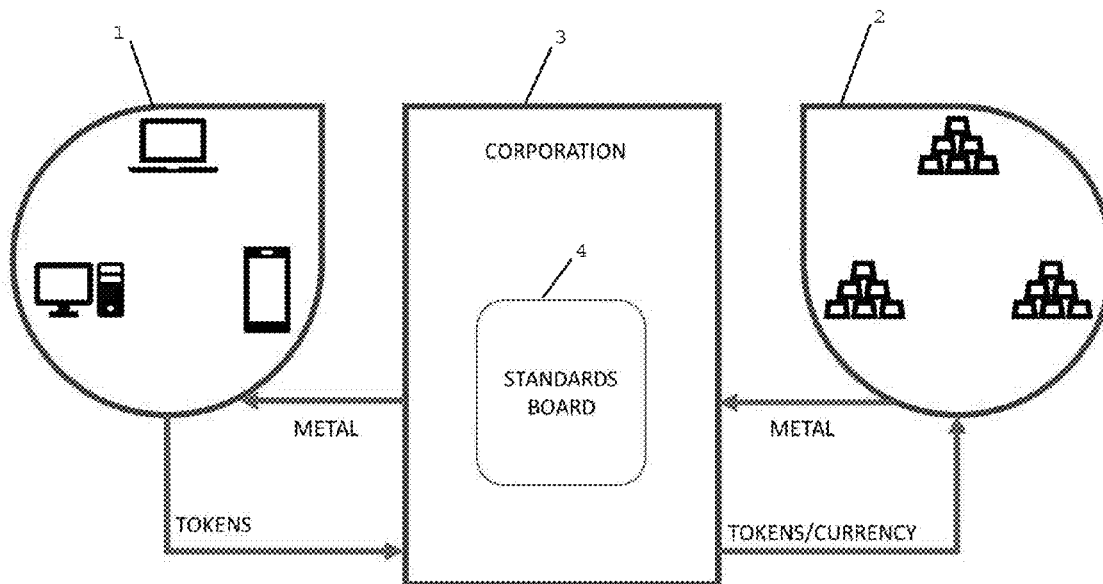 1
3
2
CORPORATION
4
STANDARDS
BOARD
METAL
METAL
TOKENS
TOKENS/CURRENCY